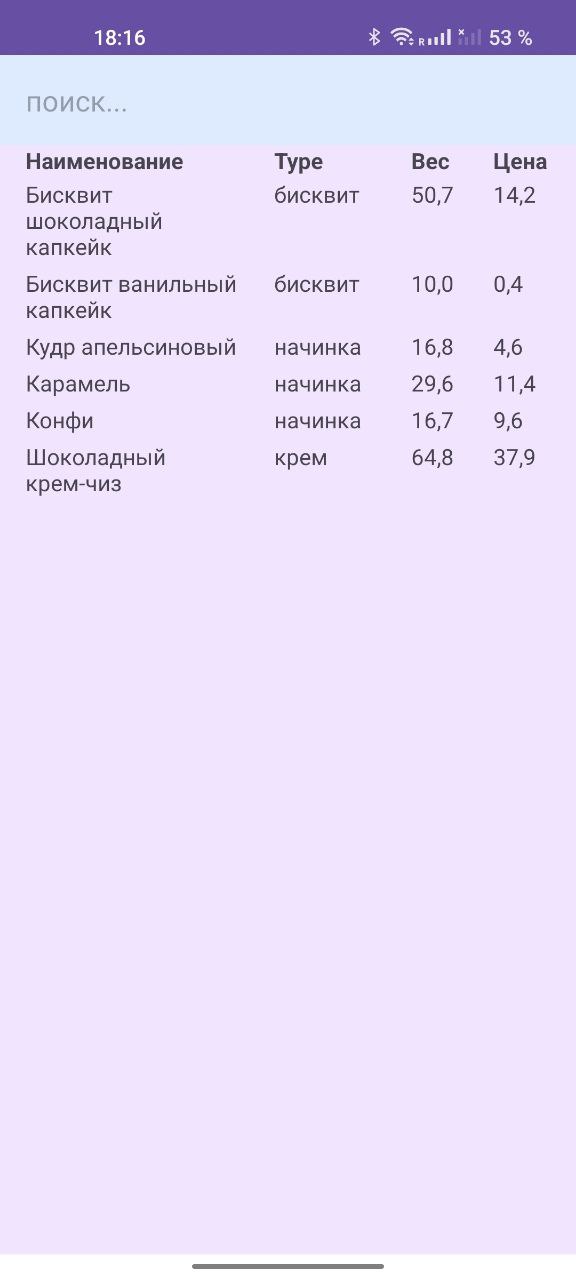 18:16 R 53 %
поиск...
Наименование Type Вес Цена
Бисквит бисквит 50,7 14,2
шоколадный
капкейк
Бисквит ванильный бисквит 10,0 0,4
капкейк
Кудр апельсиновый начинка 16,8 4,6
Карамель начинка 29,6 11,4
Конфи начинка 16,7 9,6
Шоколадный крем 64,8 37,9
крем-чиз